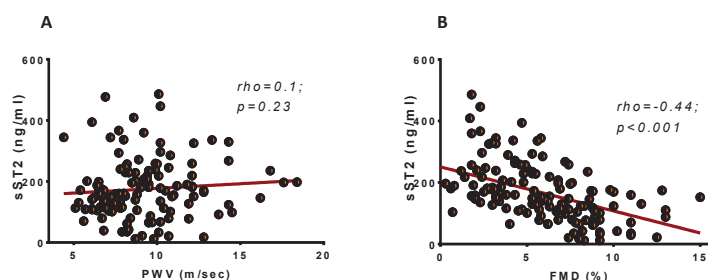 A
B
600
400
200
0
sST2 (ng/ml)
rho=0.1;
p=0.23
5
10
15
20
PWV (m/sec)
600
400
200
0
sST2 (ng/ml)
rho=-0.44;
p<0.001
0
5
10
15
FMD (%)